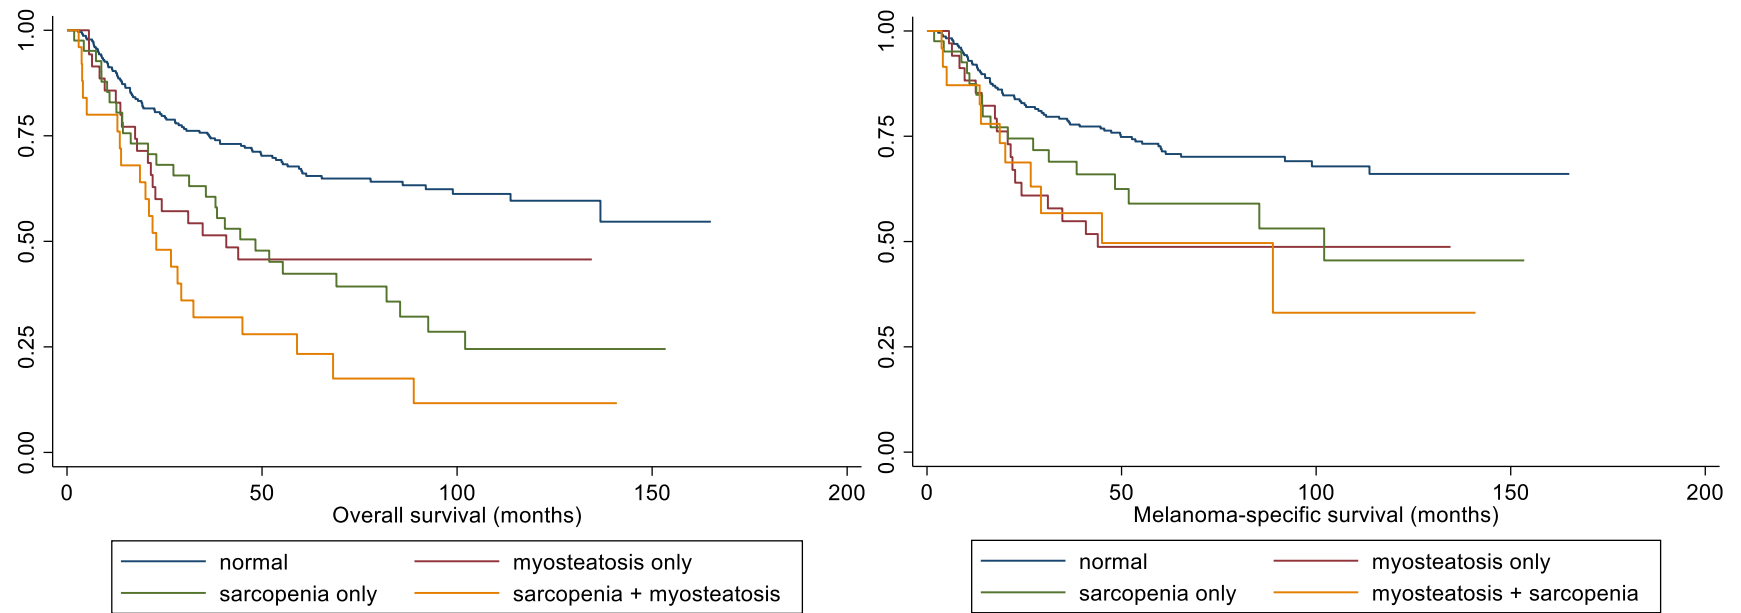 1.00
0.75
0.50
0.25
0.00
0 50 100 150 200
Overall survival (months)
normal myosteatosis only
sarcopenia only sarcopenia + myosteatosis
1.00
0.75
0.50
0.25
0.00
0 50 100 150 200
Melanoma-specific survival (months)
normal myosteatosis only
sarcopenia only myosteatosis + sarcopenia